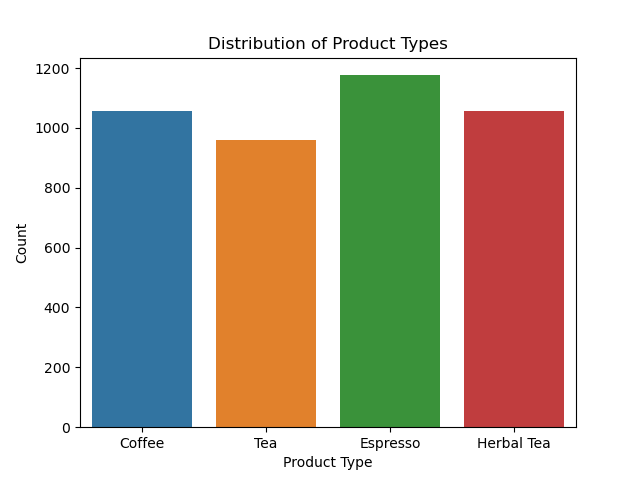 Distribution of Product Types
1200
1000
800
600
400
200
0
Count
Coffee Tea Espresso Herbal Tea
Product Type